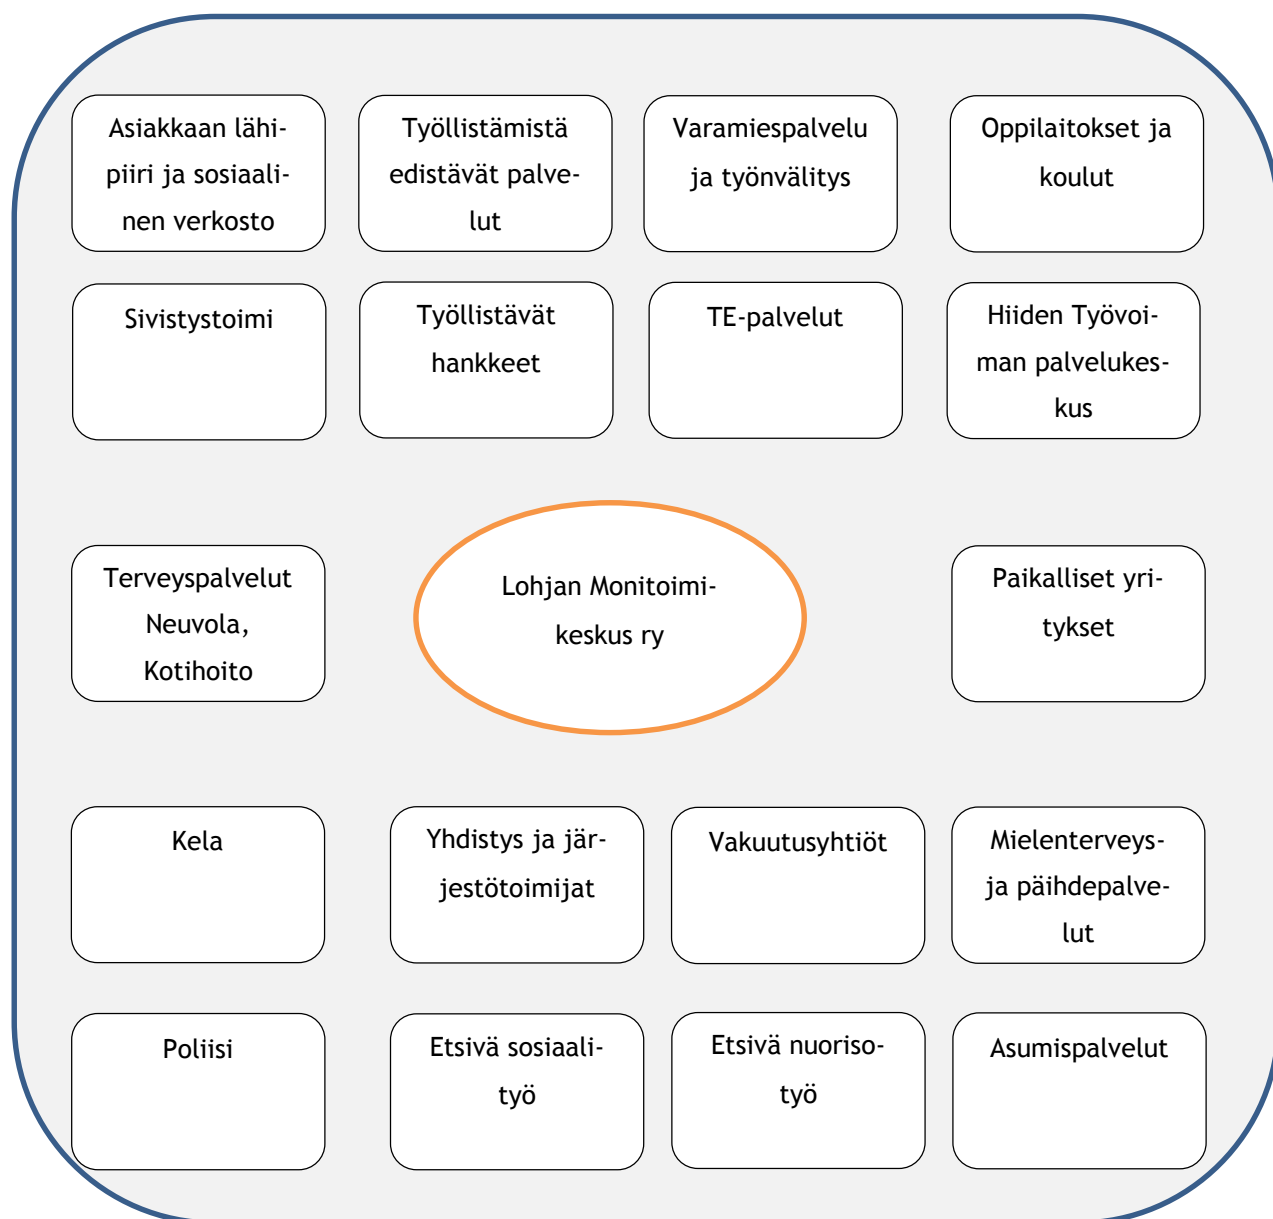 Asiakkaan lähi-
piiri ja sosiaali-
nen verkosto
Työllistämistä
edistävät palve-
lut
Varamiespalvelu
ja työnvälitys
Oppilaitokset ja
koulut
Sivistystoimi
Työllistävät
hankkeet
TE-palvelut
Hiiden Työvoi-
man palvelukes-
kus
Terveyspalvelut
Neuvola,
Kotihoito
Lohjan Monitoimi-
keskus ry
Paikalliset yri-
tykset
Kela
Yhdistys ja jär-
jestötoimijat
Vakuutusyhtiöt
Mielenterveys-
ja päihdepalve-
lut
Poliisi
Etsivä sosiaali-
työ
Etsivä nuoriso-
työ
Asumispalvelut